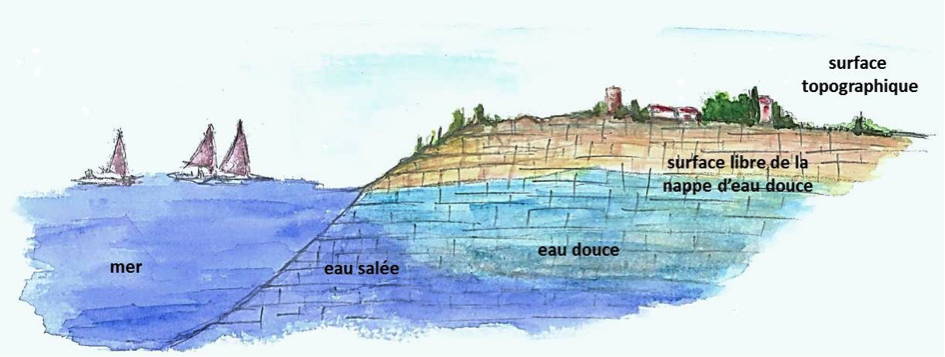 surface
topographique
surface libre de la
nappe d'eau douce
eau douce
eau salée
mer